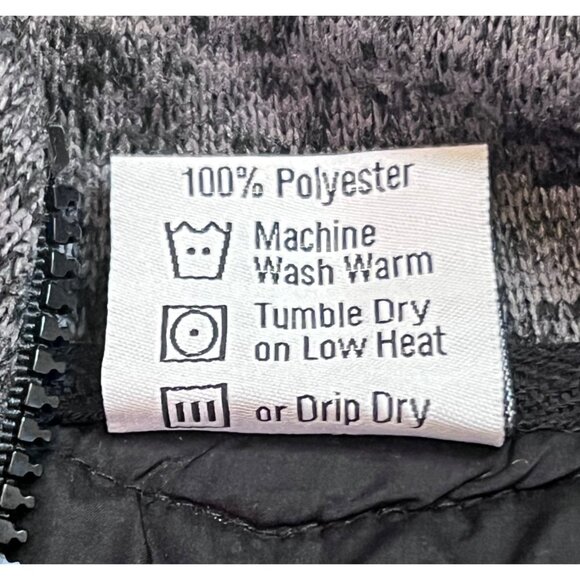 100% Polyester
Machine
Wash Warm
Tumble Dry
on Low Heat
or Drip Dry